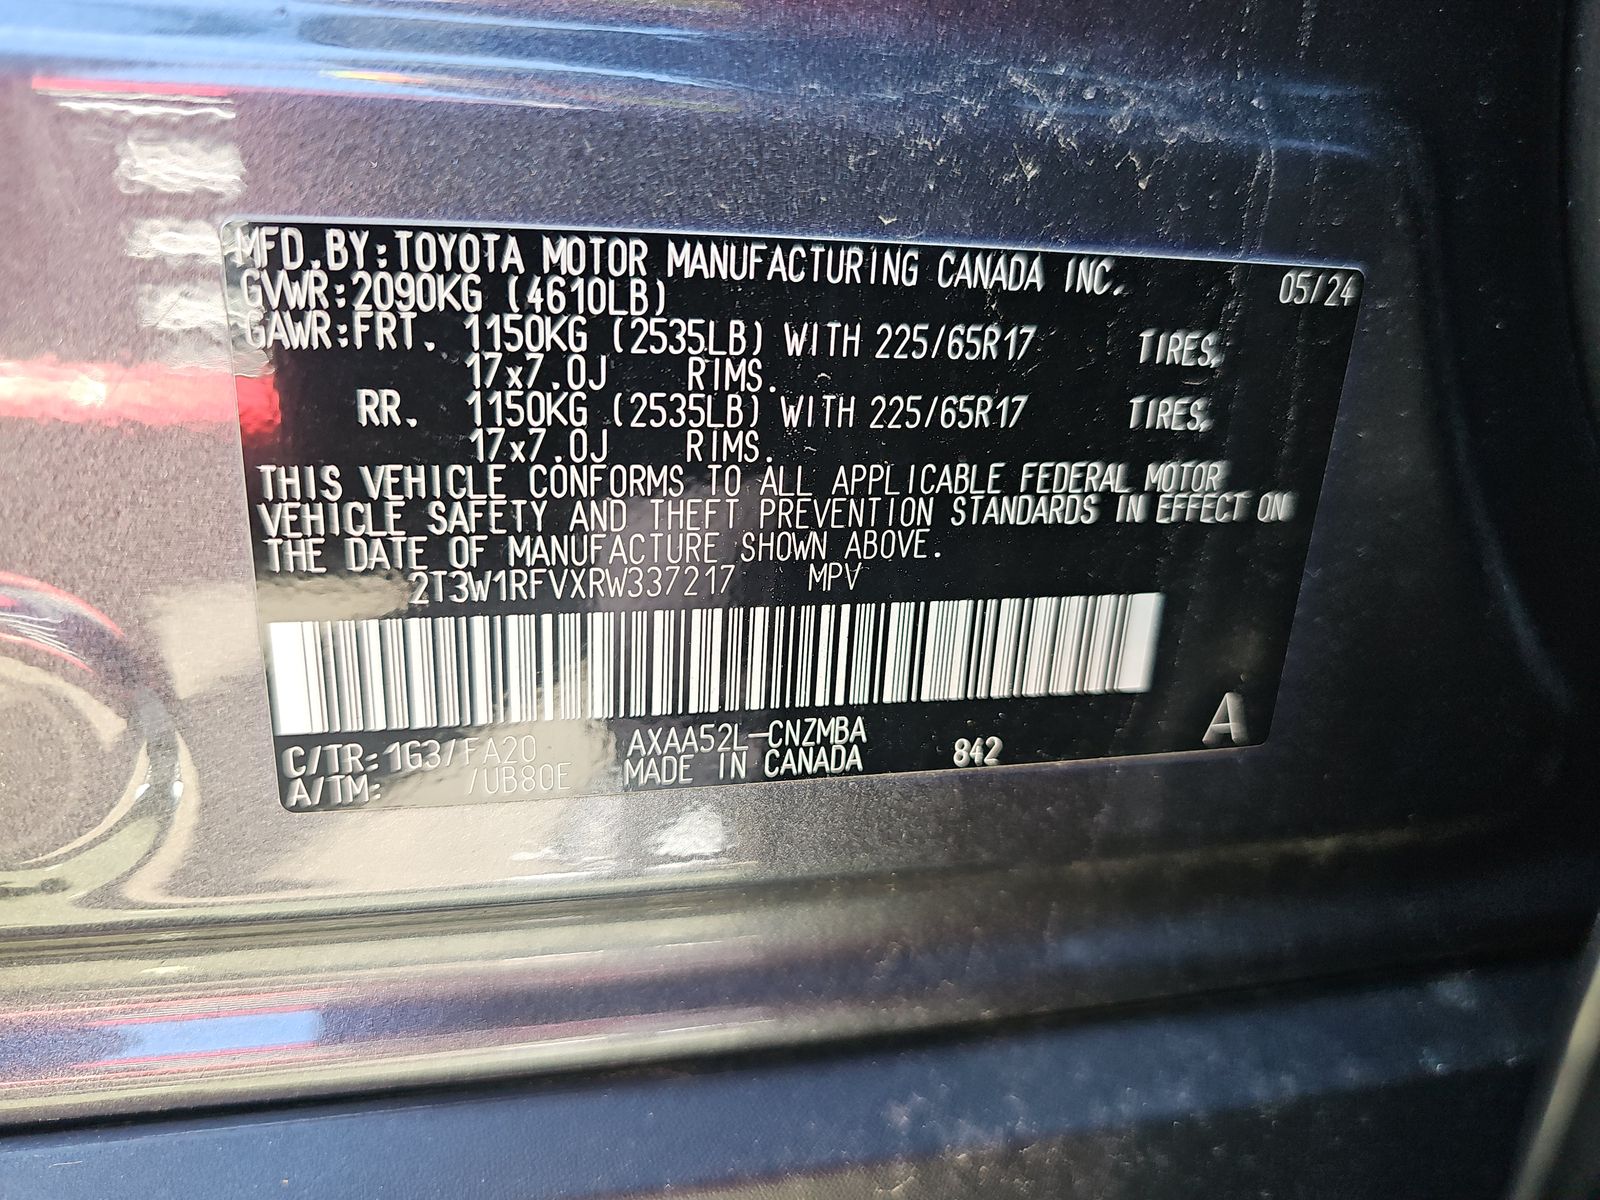 MFD.BY:TOYOTA MOTOR MANUFACTURING CANADA INC. 05/24
GVWR:2090KG (4610LB)
GAWR:FRT. 1150KG (2535LB) WITH 225/65R17 TIRES,
17x7.0J RIMS.
RR. 1150KG (2535LB) WITH 225/65R17 TIRES,
17x7.0J RIMS.
THIS VEHICLE CONFORMS TO ALL APPLICABLE FEDERAL MOTOR
VEHICLE SAFETY AND THEFT PREVENTION STANDARDS IN EFFECT ON
THE DATE OF MANUFACTURE SHOWN ABOVE.
2T3W1RFVXRW337217 MPV
A
C/TR:1G3/FA20 AXAA52L-CNZMBA 842
A/TM: /UB80E MADE IN CANADA